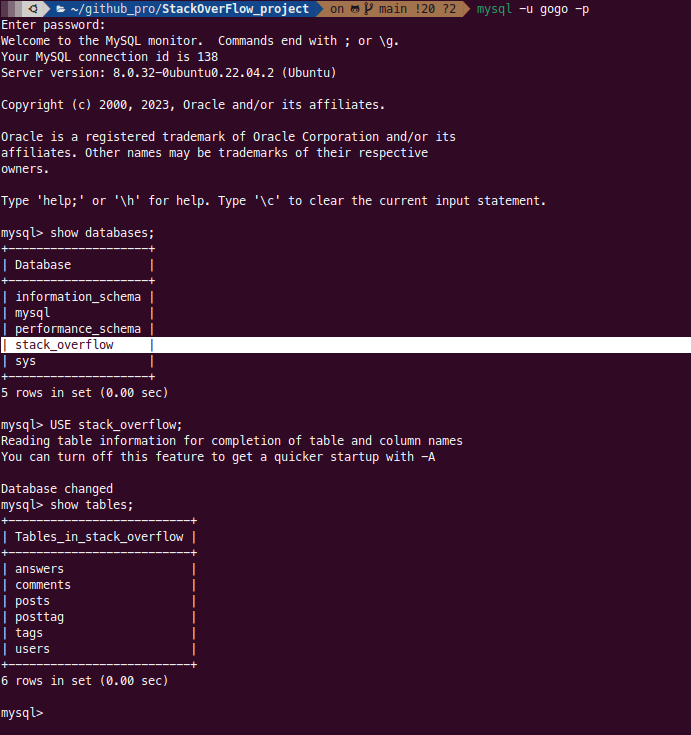 ~/github_pro/StackOverFlow_project on main !20 ?2 mysql -u gogo -p
Enter password:
Welcome to the MySQL monitor.  Commands end with ; or \g.
Your MySQL connection id is 138
Server version: 8.0.32-0ubuntu0.22.04.2 (Ubuntu)

Copyright (c) 2000, 2023, Oracle and/or its affiliates.

Oracle is a registered trademark of Oracle Corporation and/or its
affiliates. Other names may be trademarks of their respective
owners.

Type 'help;' or '\h' for help. Type '\c' to clear the current input statement.

mysql> show databases;
+--------------------+
| Database           |
+--------------------+
| information_schema |
| mysql              |
| performance_schema |
| stack_overflow     |
| sys                |
+--------------------+
5 rows in set (0.00 sec)

mysql> USE stack_overflow;
Reading table information for completion of table and column names
You can turn off this feature to get a quicker startup with -A

Database changed
mysql> show tables;
+--------------------------+
| Tables_in_stack_overflow |
+--------------------------+
| answers                  |
| comments                 |
| posts                    |
| posttag                  |
| tags                     |
| users                    |
+--------------------------+
6 rows in set (0.00 sec)

mysql>